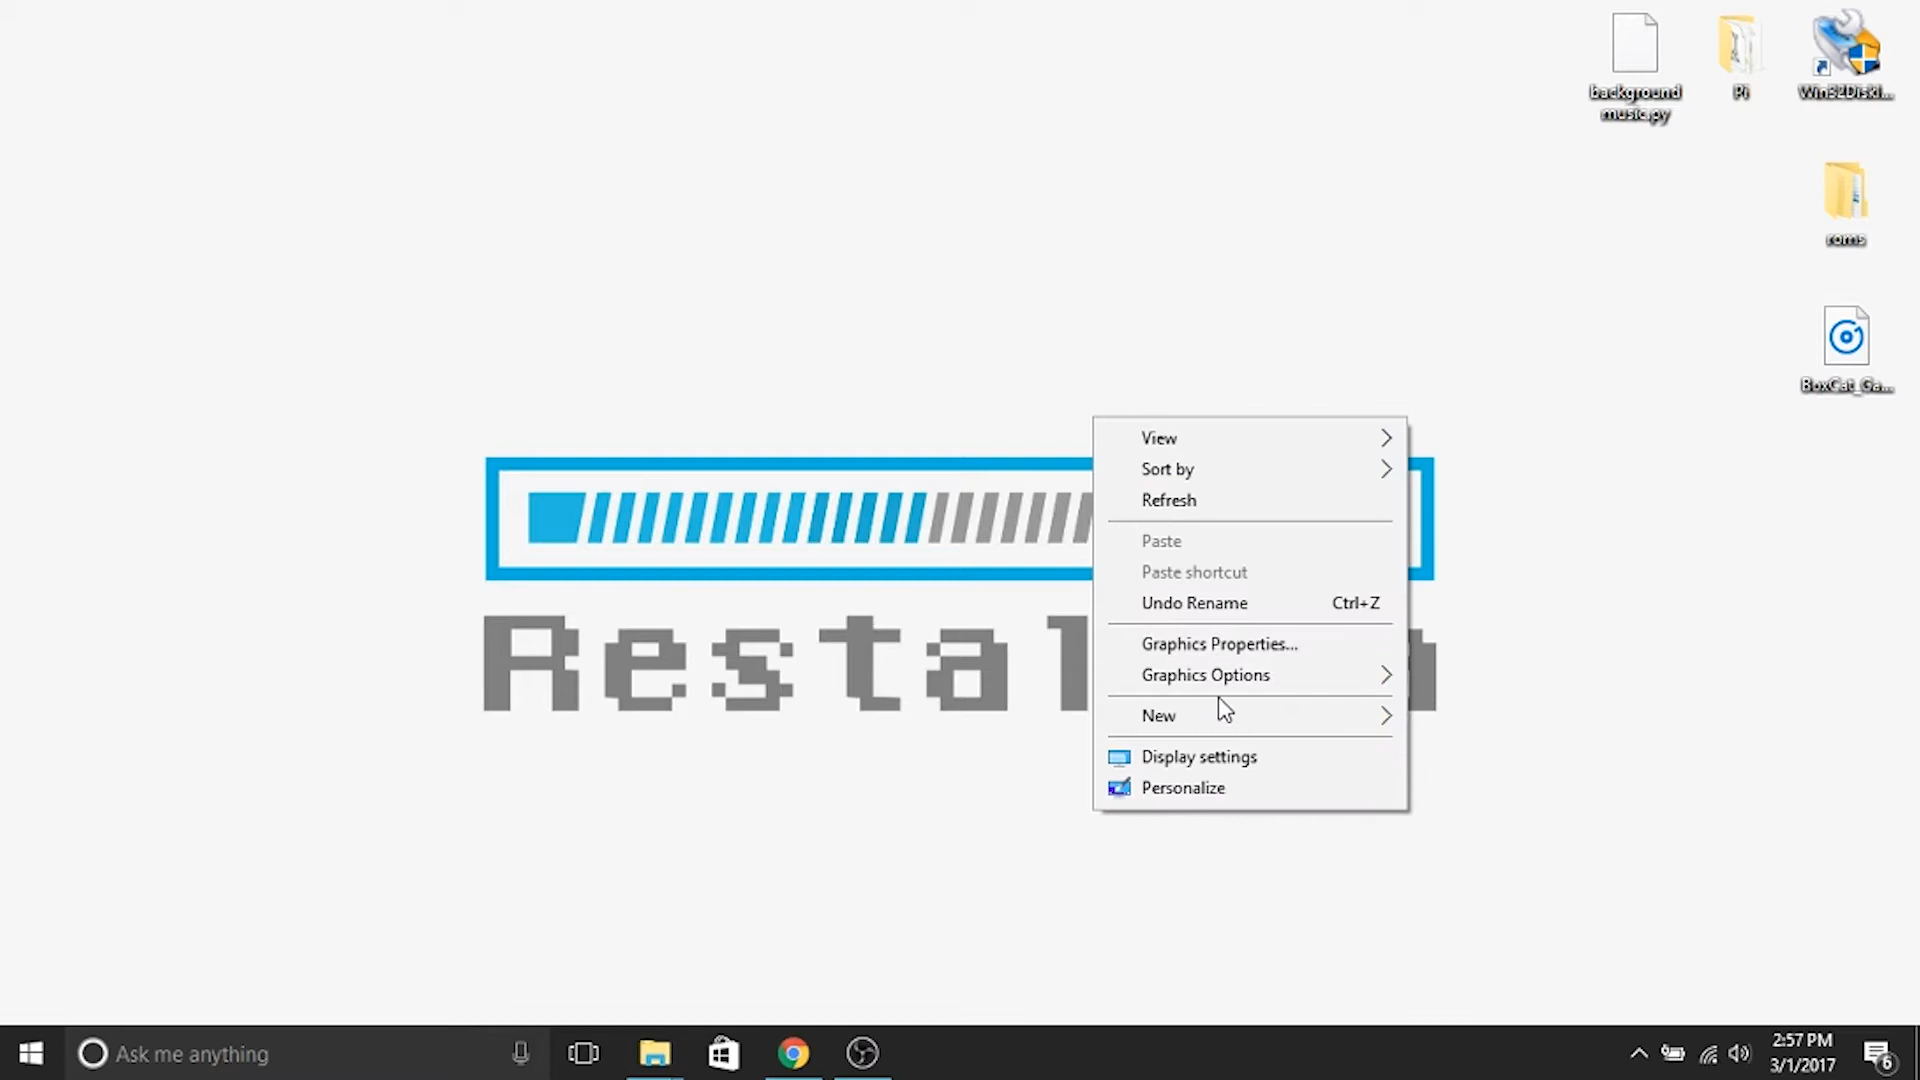 background
music.py
Pi
Win32DiskI...
roms
BoxCat_Ga...
View
Sort by
Refresh
Paste
Paste shortcut
Undo Rename Ctrl+Z
Graphics Properties...
Graphics Options
New
Display settings
Personalize
Ask me anything
2:57 PM
3/1/2017
6